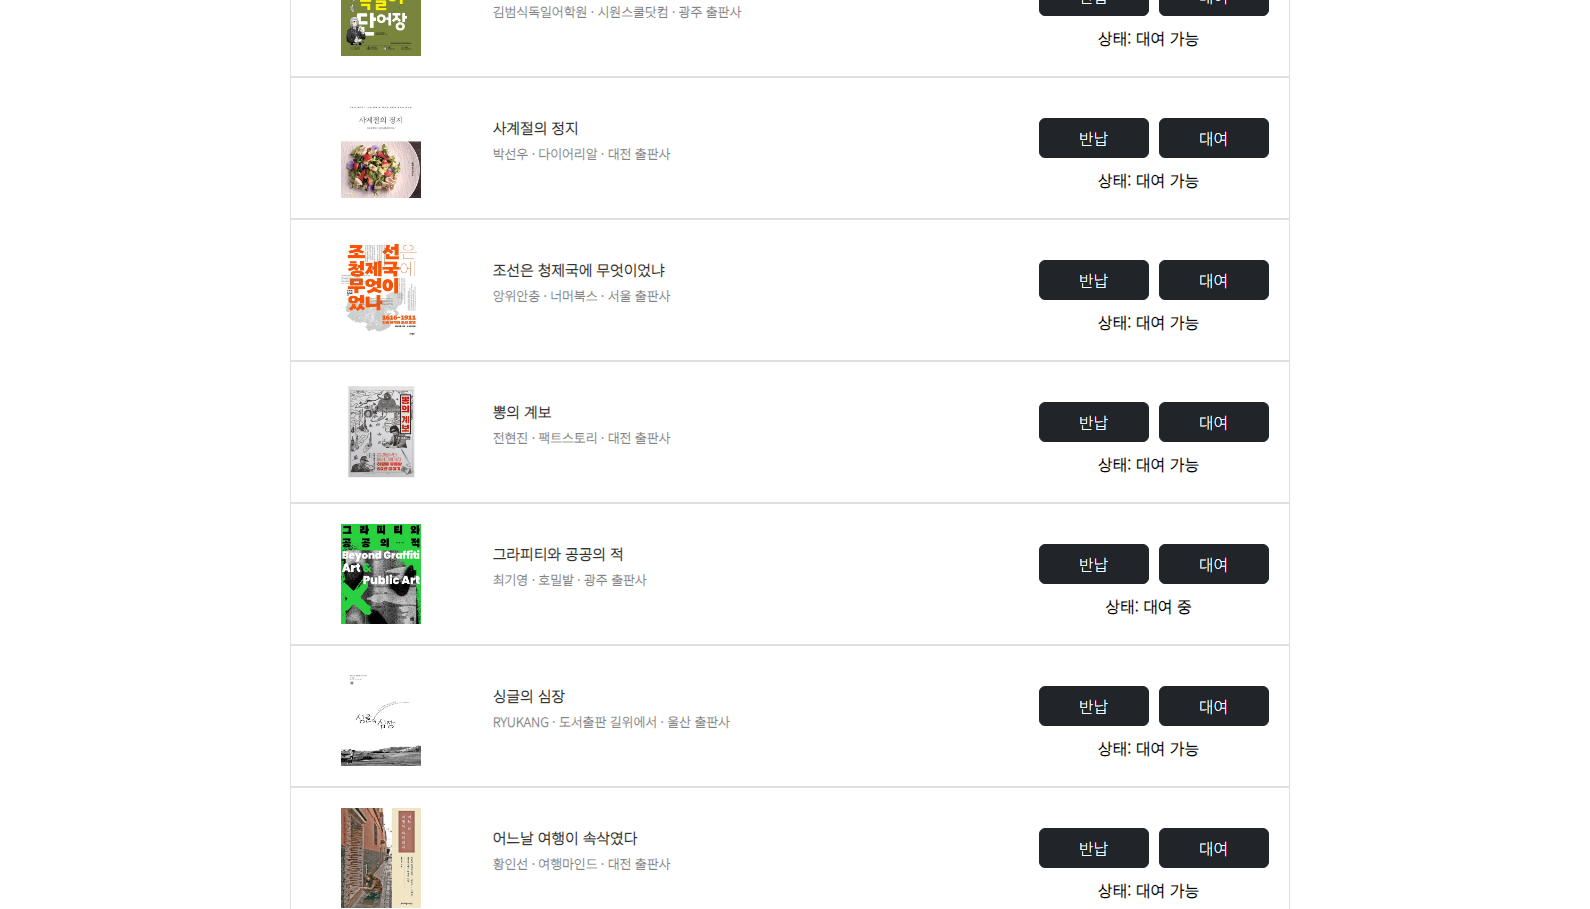 단어장
김범식독일어학원 · 시원스쿨닷컴 · 광주 출판사
상태: 대여 가능
사계절의 정지
사계절의 정지
박선우 · 다이어리알 · 대전 출판사
반납 대여
상태: 대여 가능
조 선은
청제국에
무엇이
었냐
1616~1911
조선은 청제국에 무엇이었냐
왕위안충 · 너머북스 · 서울 출판사
반납 대여
상태: 대여 가능
뽕의 계보
뽕의 계보
전현진 · 팩트스토리 · 대전 출판사
반납 대여
상태: 대여 가능
그라피티와
공공의 적
Beyond Graffiti
Art &
Public Art
그라피티와 공공의 적
최기영 · 호밀밭 · 광주 출판사
반납 대여
상태: 대여 중
싱글의 심장
싱글의 심장
RYUKANG · 도서출판 길위에서 · 울산 출판사
반납 대여
상태: 대여 가능
어느날 여행이 속삭였다
황인선 · 여행마인드 · 대전 출판사
반납 대여
상태: 대여 가능